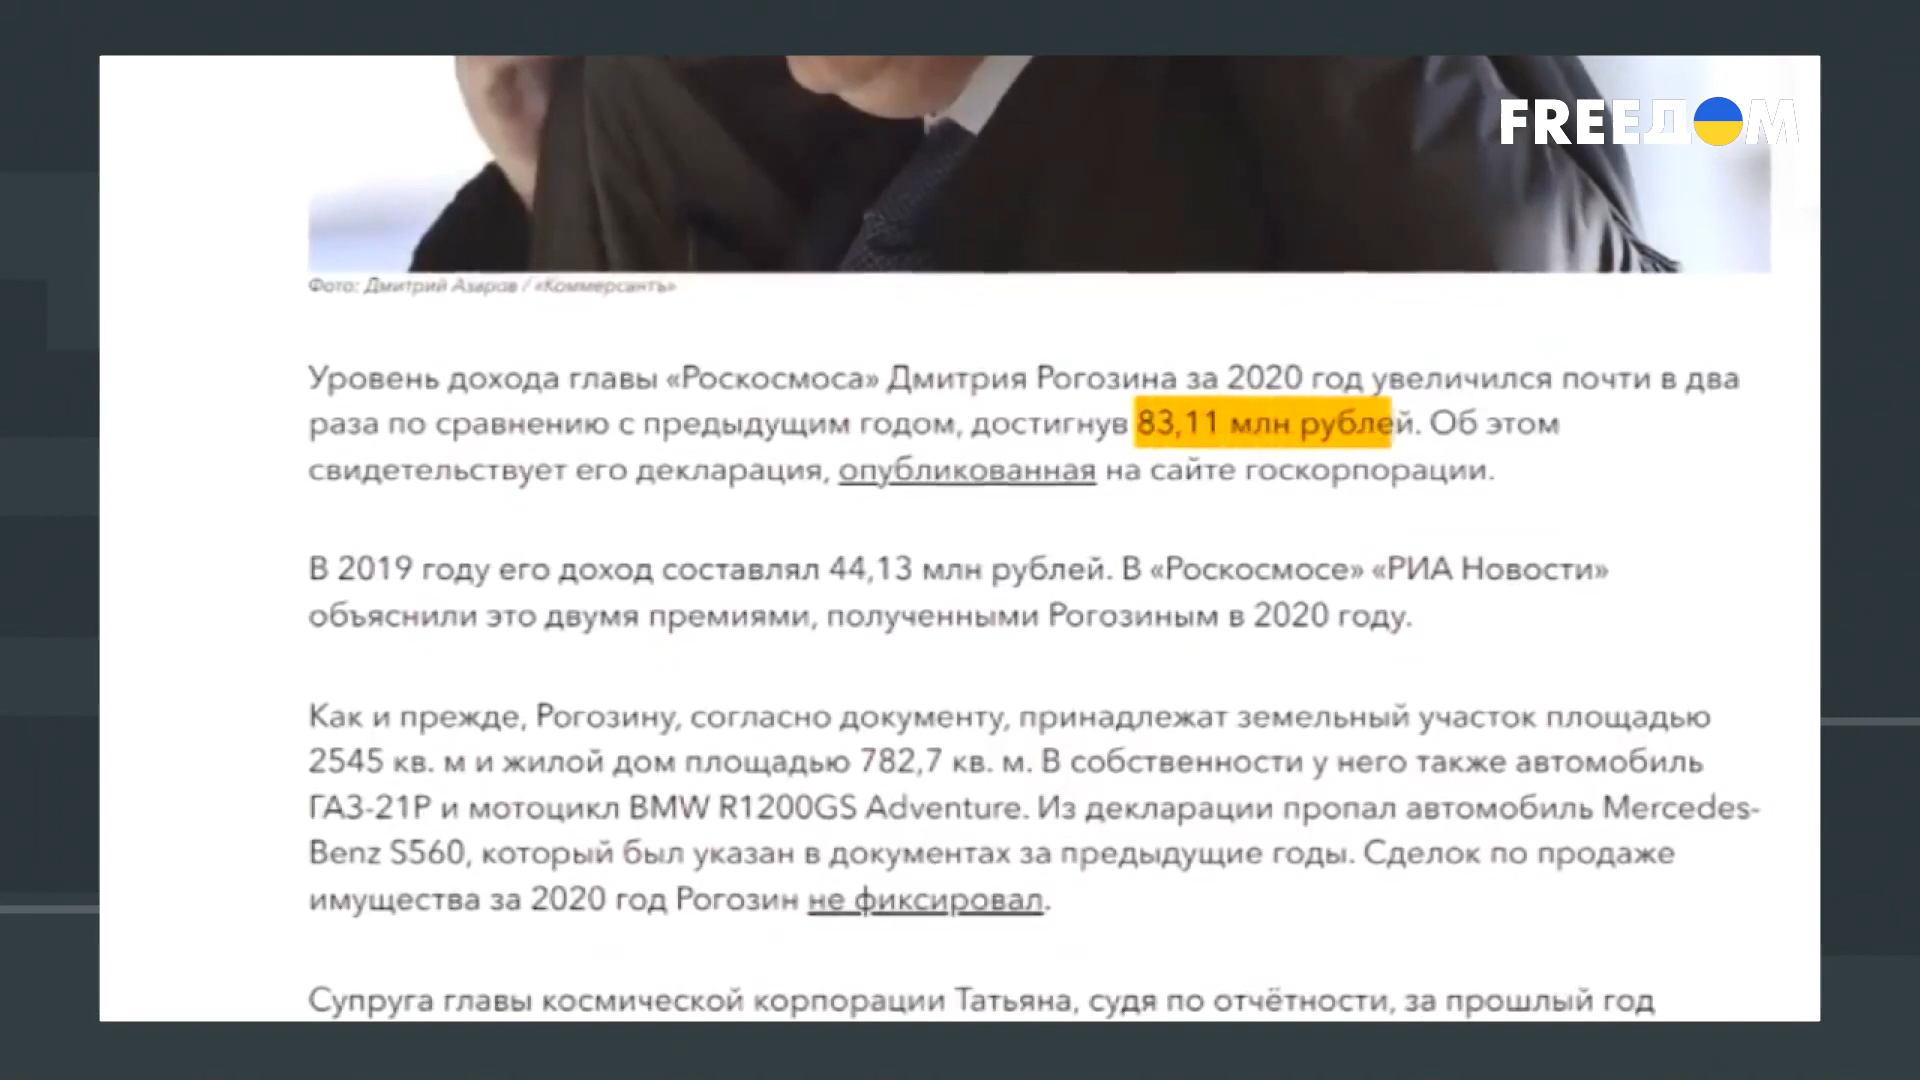 FREEДОМ
Фото: Дмитрий Азаров / «Коммерсантъ»
Уровень дохода главы «Роскосмоса» Дмитрия Рогозина за 2020 год увеличился почти в два
раза по сравнению с предыдущим годом, достигнув 83,11 млн рублей. Об этом
свидетельствует его декларация, опубликованная на сайте госкорпорации.
В 2019 году его доход составлял 44,13 млн рублей. В «Роскосмосе» «РИА Новости»
объяснили это двумя премиями, полученными Рогозиным в 2020 году.
Как и прежде, Рогозину, согласно документу, принадлежат земельный участок площадью
2545 кв. м и жилой дом площадью 782,7 кв. м. В собственности у него также автомобиль
ГАЗ-21Р и мотоцикл BMW R1200GS Adventure. Из декларации пропал автомобиль Mercedes-
Benz S560, который был указан в документах за предыдущие годы. Сделок по продаже
имущества за 2020 год Рогозин не фиксировал.
Супруга главы космической корпорации Татьяна, судя по отчётности, за прошлый год